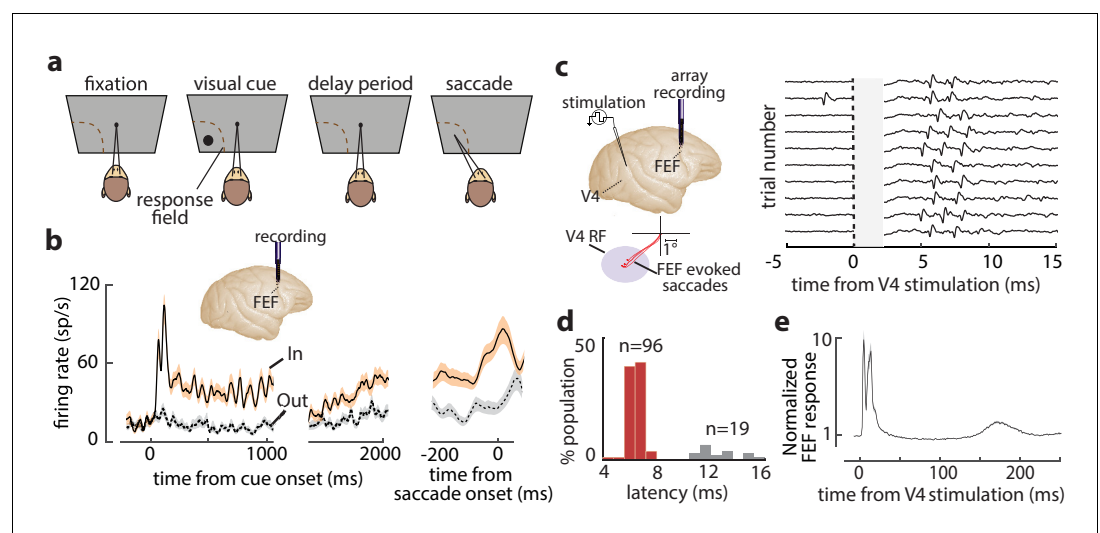 a
fixation
visual cue
delay period
saccade
response
field
b
recording
FEF
120
60
0
firing rate (sp/s)
In
Out
0
1000
2000
time from cue onset (ms)
-200
0
time from
saccade onset (ms)
c
stimulation
array
recording
FEF
V4
V4 RF
1°
FEF evoked
saccades
trial number
-5
0
5
10
15
time from V4 stimulation (ms)
d
50
0
% population
n=96
n=19
4
8
12
16
latency (ms)
e
10
1
Normalized
FEF response
0
100
200
time from V4 stimulation (ms)